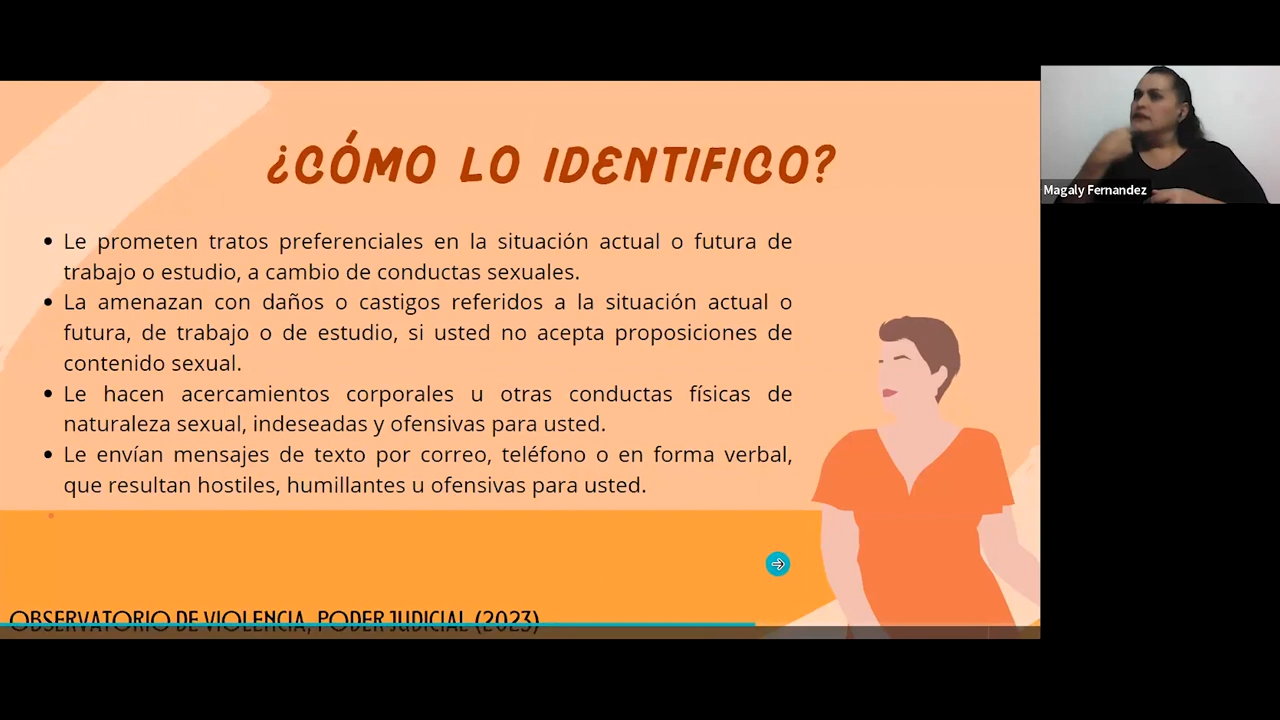 ¿CÓMO LO IDENTIFICO?
• Le prometen tratos preferenciales en la situación actual o futura de
trabajo o estudio, a cambio de conductas sexuales.
• La amenazan con daños o castigos referidos a la situación actual o
futura, de trabajo o de estudio, si usted no acepta proposiciones de
contenido sexual.
• Le hacen acercamientos corporales u otras conductas físicas de
naturaleza sexual, indeseadas y ofensivas para usted.
• Le envían mensajes de texto por correo, teléfono o en forma verbal,
que resultan hostiles, humillantes u ofensivas para usted.
OBSERVATORIO DE VIOLENCIA, PODER JUDICIAL (2023)
Magaly Fernandez